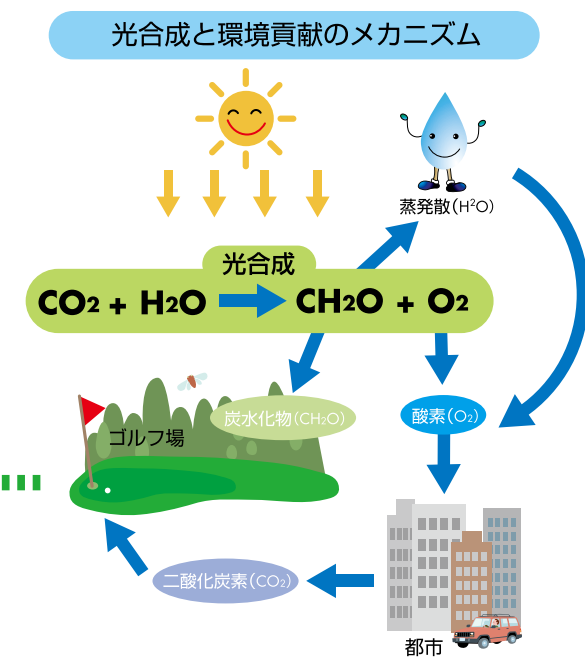 光合成と環境貢献のメカニズム
蒸発散(H²O)
光合成
CO2 + H2O CH2O + O2
炭水化物(CH₂O)
酸素(O₂)
ゴルフ場
二酸化炭素(CO₂)
都市